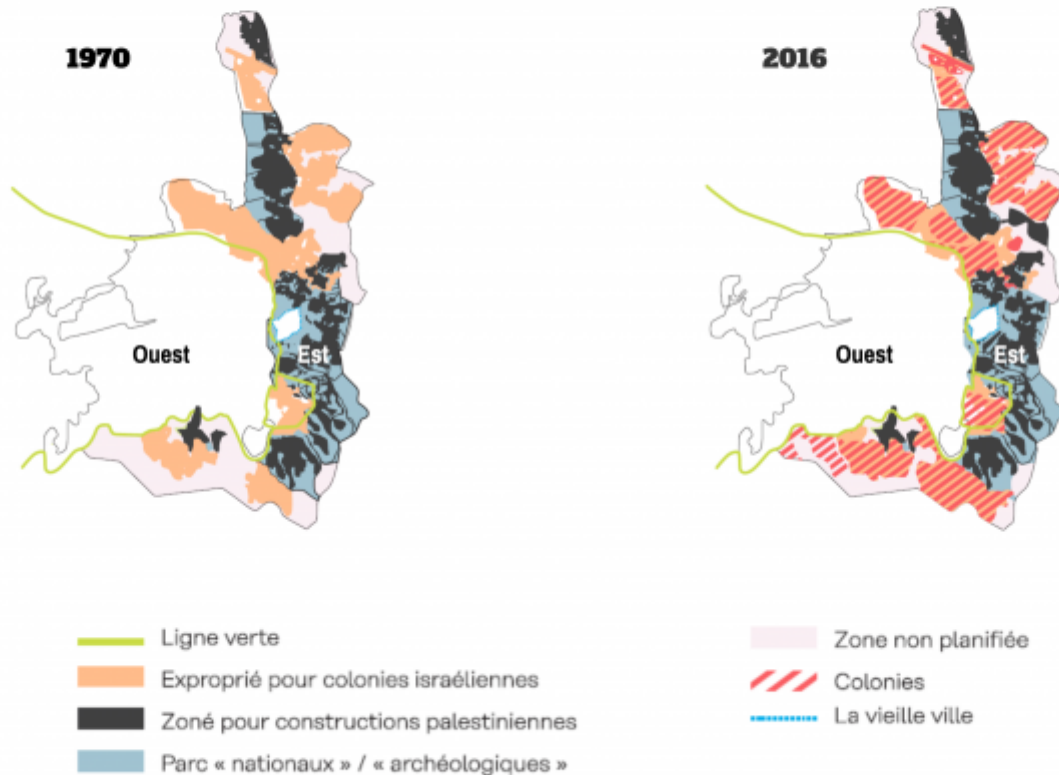 1970
2016
Ouest
Est
Ouest
Est
Ligne verte
Exproprié pour colonies israéliennes
Zoné pour constructions palestiniennes
Parc « nationaux » / « archéologiques »
Zone non planifiée
Colonies
La vieille ville